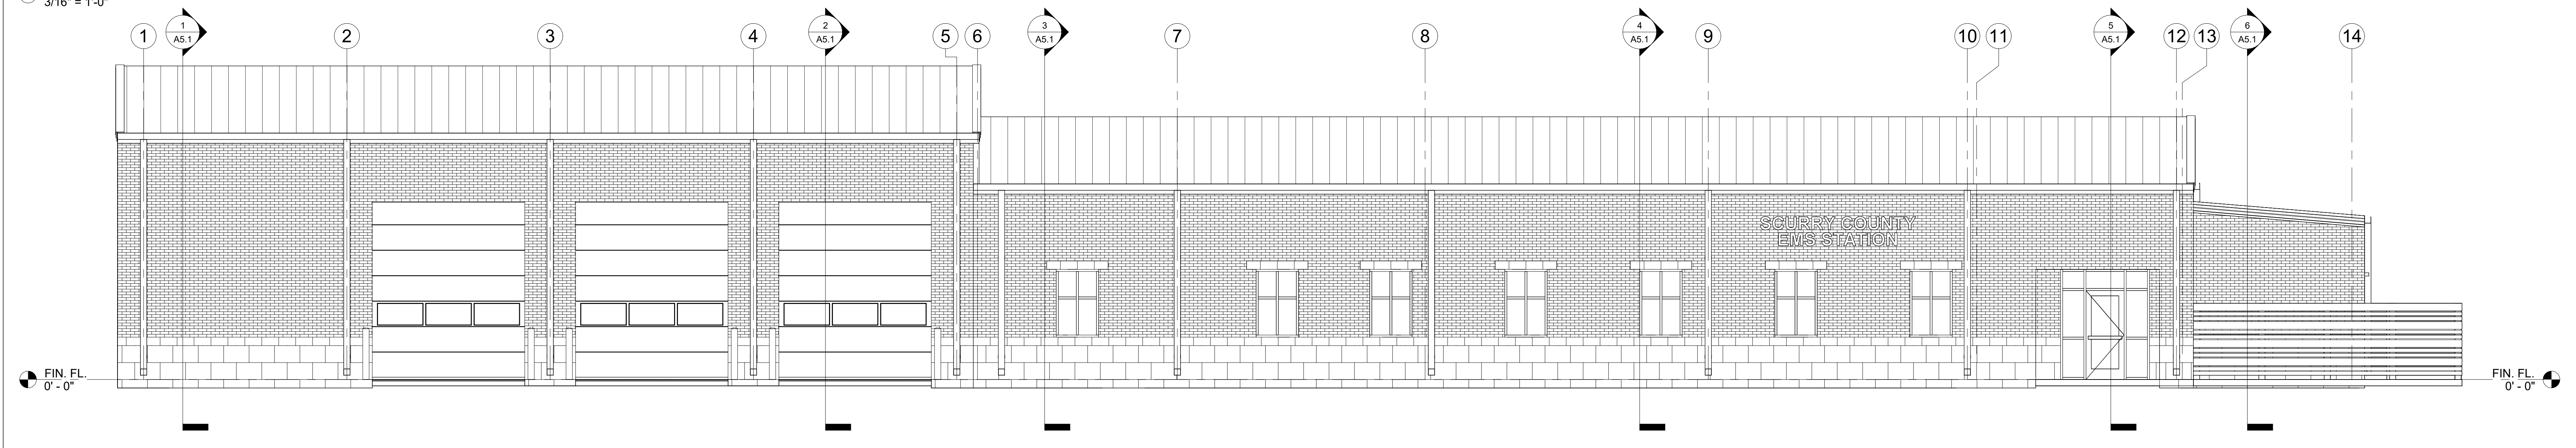 3/16" = 1'-0"
1
1
A5.1
2
3
4
2
A5.1
5
6
3
A5.1
7
8
4
A5.1
9
10
11
5
A5.1
12
13
6
A5.1
14
SCURRY COUNTY
EMS STATION
FIN. FL.
0' - 0"
FIN. FL.
0' - 0"